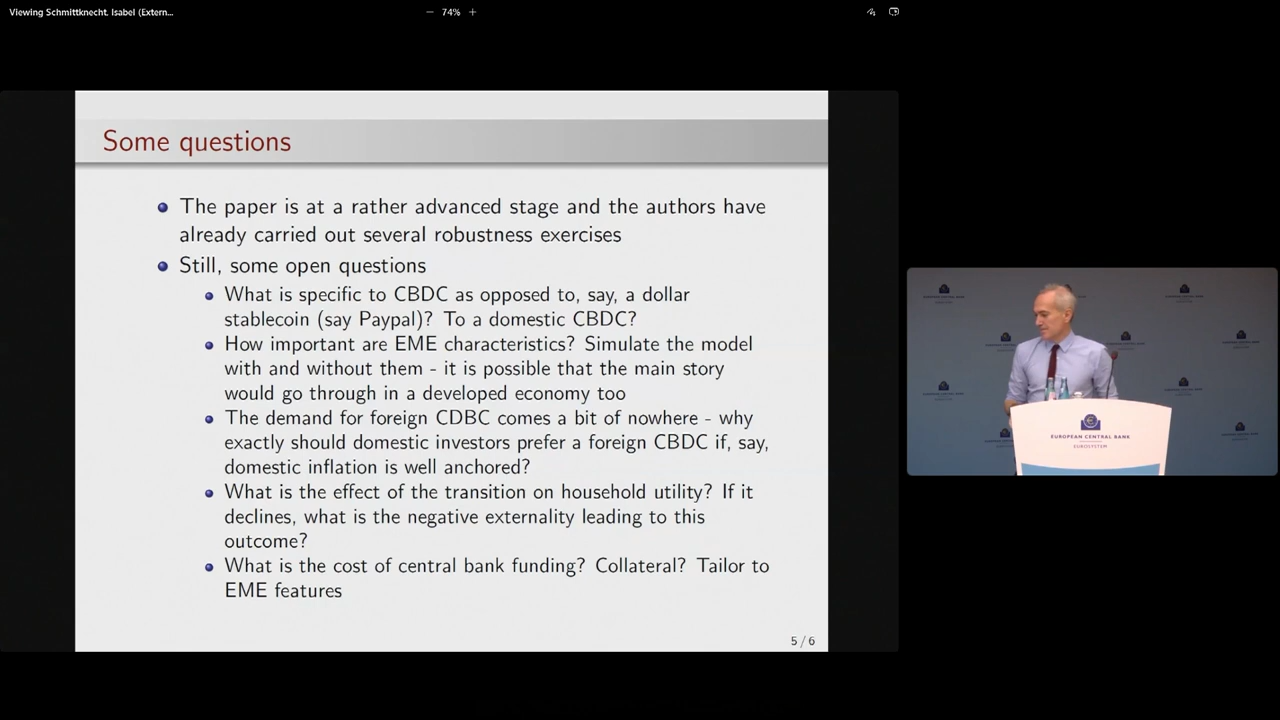 Viewing Schmittknecht, Isabel (Extern...
74%
Some questions
The paper is at a rather advanced stage and the authors have
already carried out several robustness exercises
Still, some open questions
What is specific to CBDC as opposed to, say, a dollar
stablecoin (say Paypal)? To a domestic CBDC?
How important are EME characteristics? Simulate the model
with and without them - it is possible that the main story
would go through in a developed economy too
The demand for foreign CDBC comes a bit of nowhere - why
exactly should domestic investors prefer a foreign CBDC if, say,
domestic inflation is well anchored?
What is the effect of the transition on household utility? If it
declines, what is the negative externality leading to this
outcome?
What is the cost of central bank funding? Collateral? Tailor to
EME features
5 / 6
EUROPEAN CENTRAL BANK
EUROSYSTEM